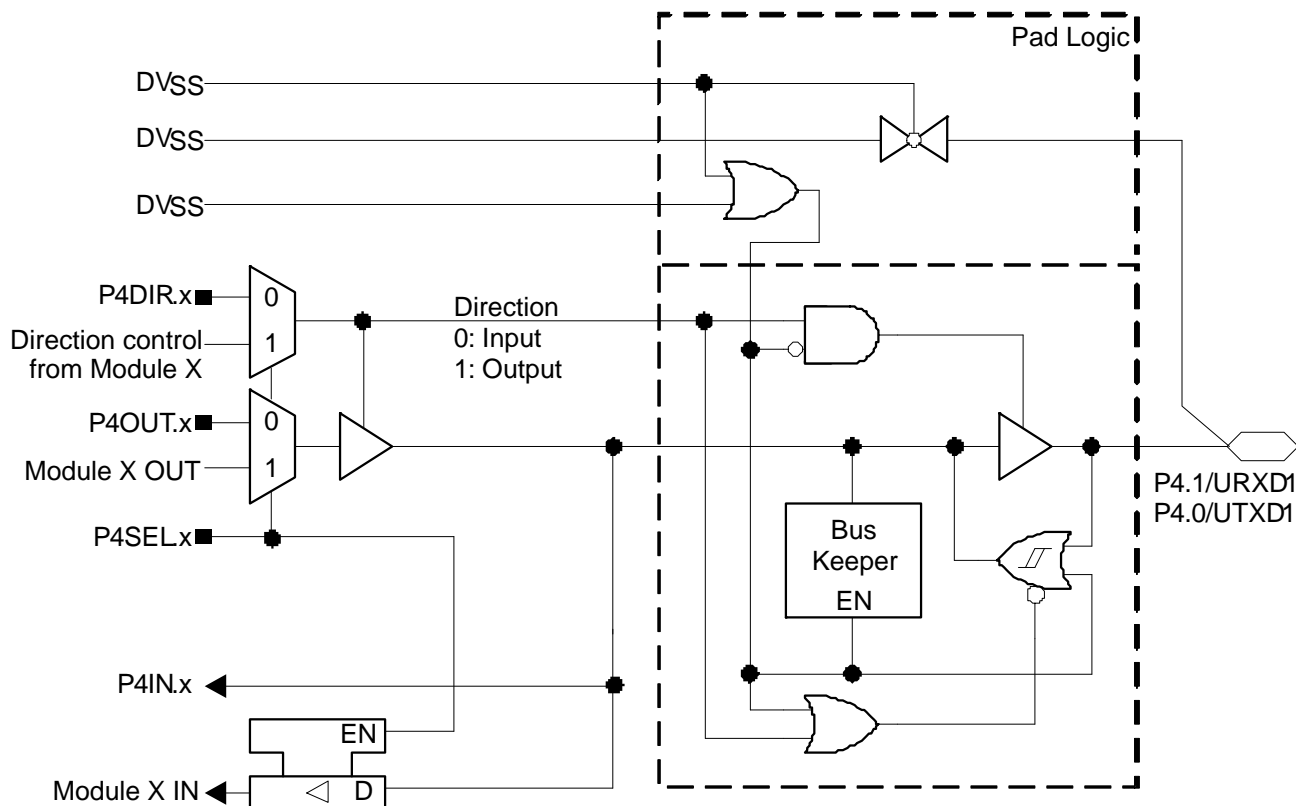 Pad Logic
DVSS
DVSS
DVSS
P4DIR.x
0
1
Direction control
from Module X
Direction
0: Input
1: Output
P4OUT.x
0
1
Module X OUT
P4SEL.x
P4.1/URXD1
P4.0/UTXD1
Bus
Keeper
EN
P4IN.x
EN
Module X IN
D